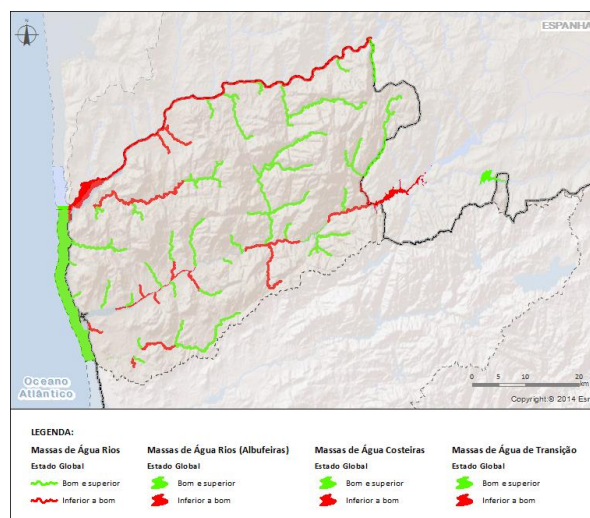 N
ESPANHA
Oceano
Atlântico
0 5 10 20
km
Copyright © 2014 Esri
LEGENDA:
Massas de Água Rios
Estado Global
Bom e superior
Inferior a bom
Massas de Água Rios (Albufeiras)
Estado Global
Bom e superior
Inferior a bom
Massas de Água Costeiras
Estado Global
Bom e superior
Inferior a bom
Massas de Água de Transição
Estado Global
Bom e superior
Inferior a bom